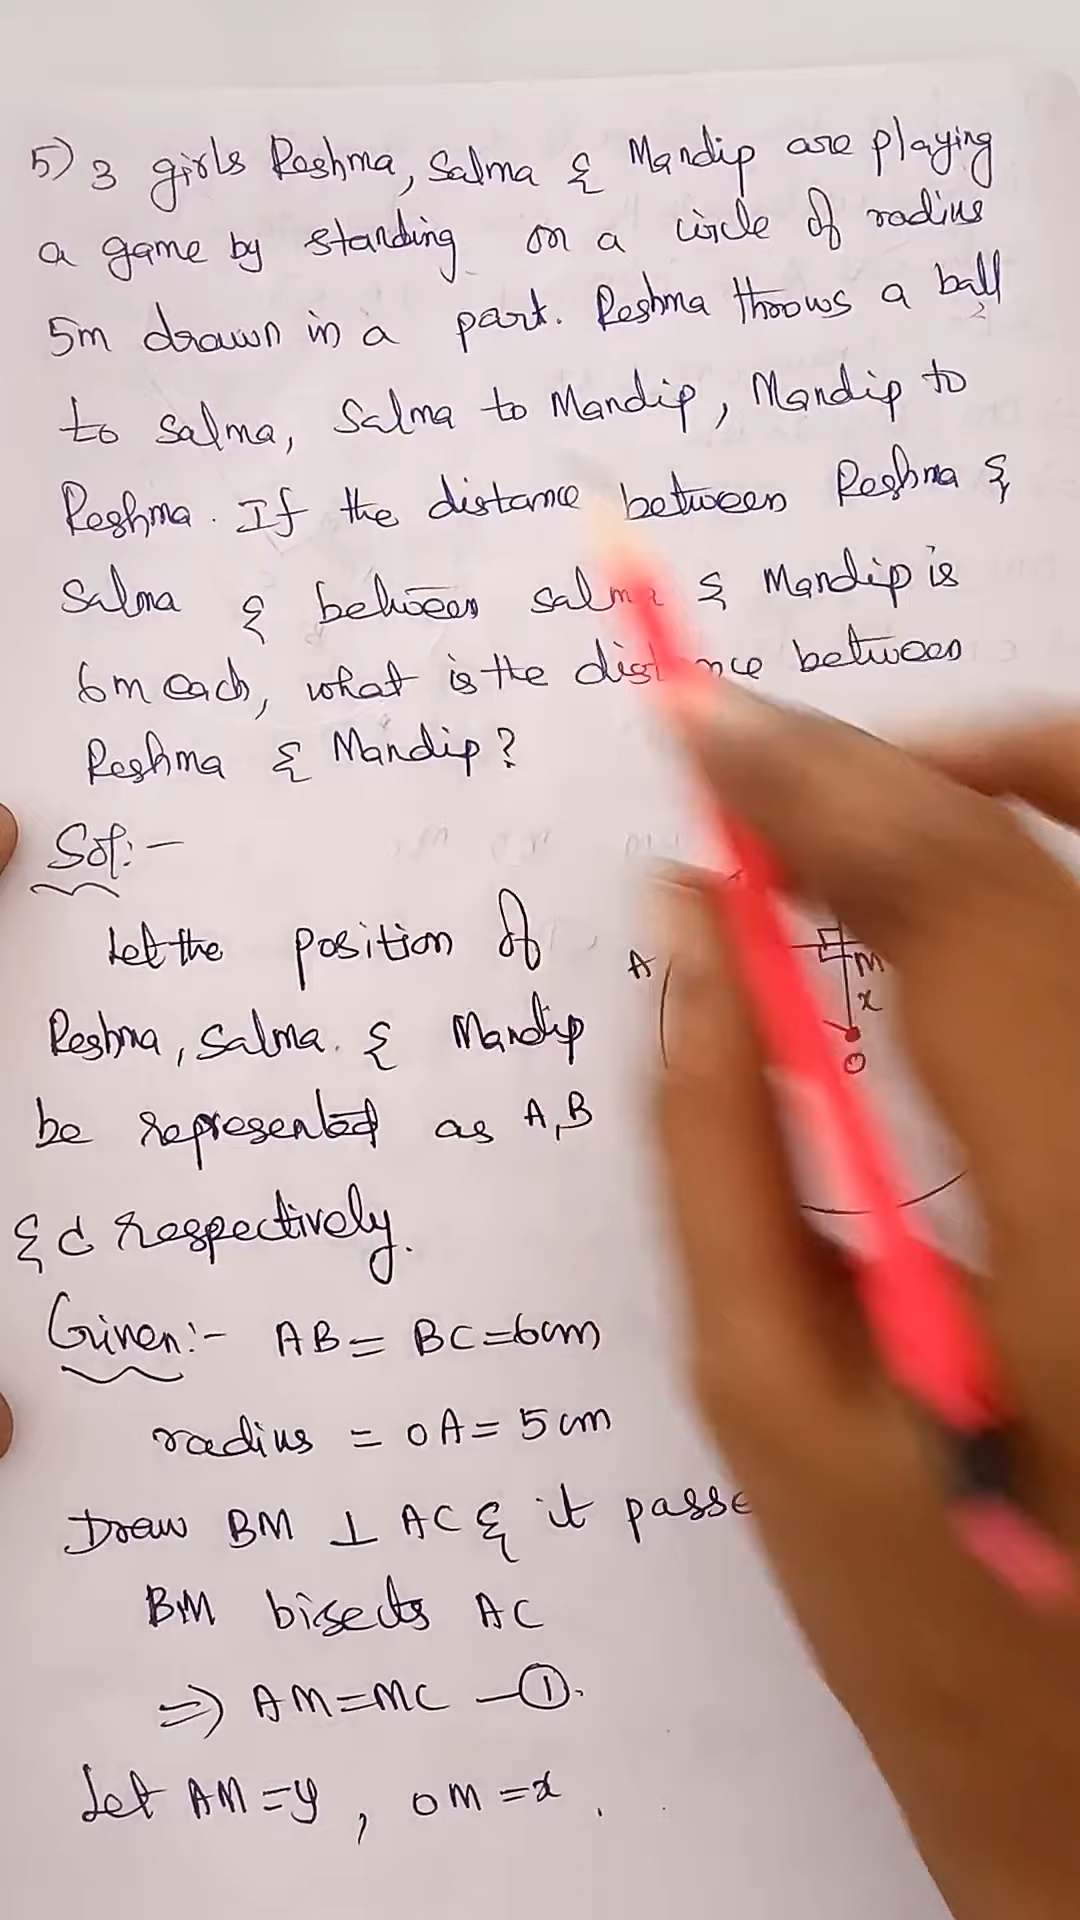 5) 3 girls Reshma, Salma & Mandip are playing
a game by standing on a circle of radius
5m drawn in a part. Reshma throws a ball
to Salma, Salma to Mandip, Mandip to
Reshma. If the distance between Reshma &
Salma & between Salma & Mandip is
6m each, what is the distance between
Reshma & Mandip?
Sol:-
Let the position of
Reshma, Salma. & Mandip
be represented as A,B
& C respectively.
A
M
x
O
Given:- AB = BC = 6cm
radius = OA = 5cm
Draw BM ⊥ AC & it passe
BM bisects AC
=> AM = MC — ①.
Let AM = y , OM = x .